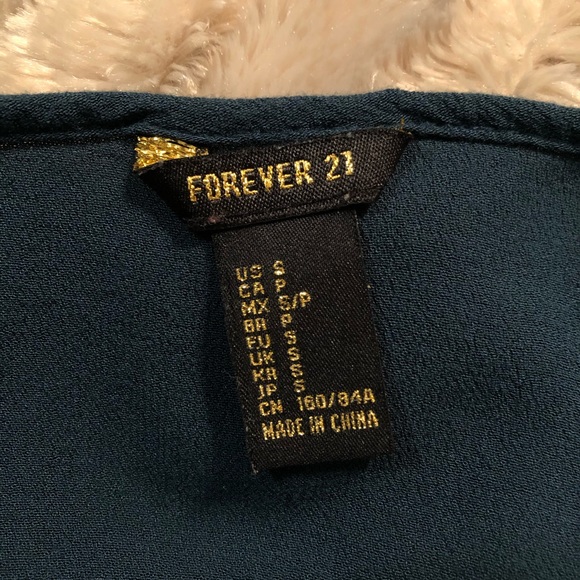 FOREVER 21
US S
CA P
MX S/P
BR P
EU S
UK S
KR S
JP S
CN 160/84A
MADE IN CHINA